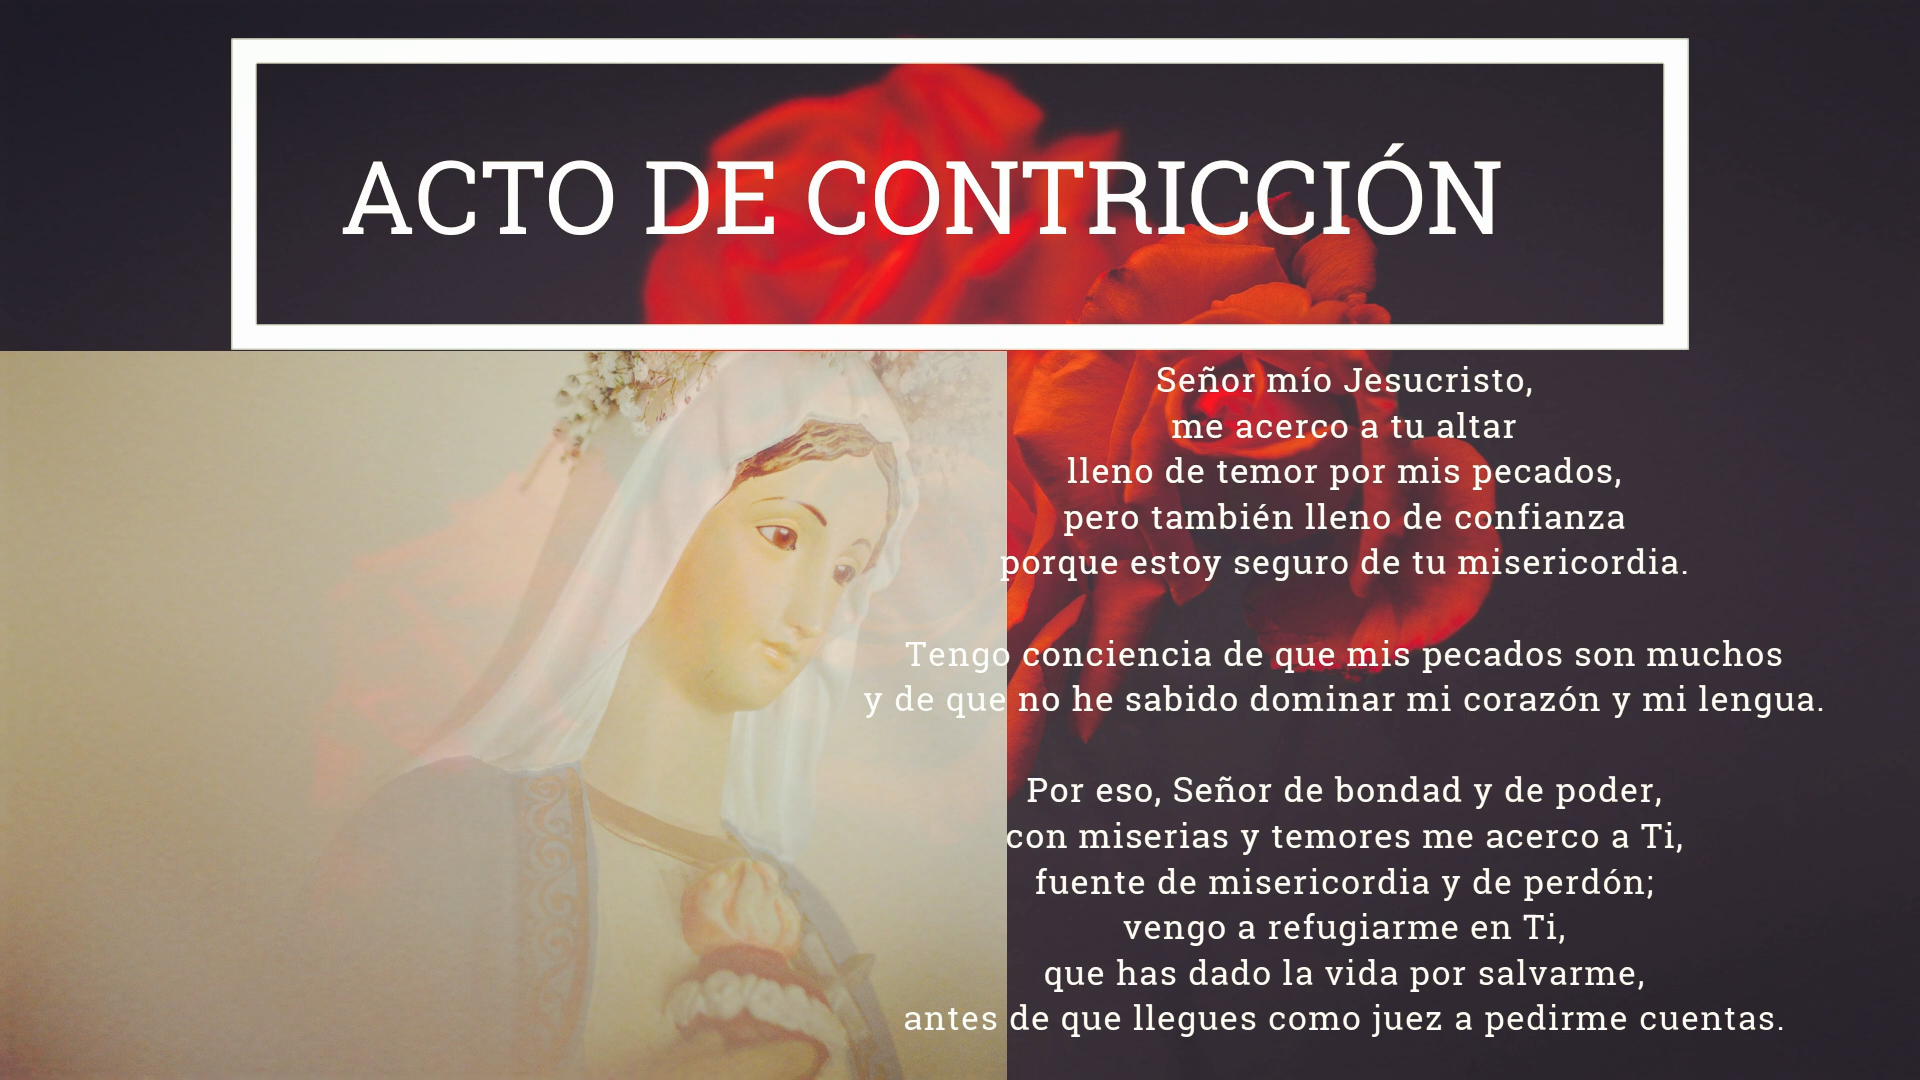 ACTO DE CONTRICCIÓN
Señor mío Jesucristo,
me acerco a tu altar
lleno de temor por mis pecados,
pero también lleno de confianza
porque estoy seguro de tu misericordia.
Tengo conciencia de que mis pecados son muchos
y de que no he sabido dominar mi corazón y mi lengua.
Por eso, Señor de bondad y de poder,
con miserias y temores me acerco a Ti,
fuente de misericordia y de perdón;
vengo a refugiarme en Ti,
que has dado la vida por salvarme,
antes de que llegues como juez a pedirme cuentas.